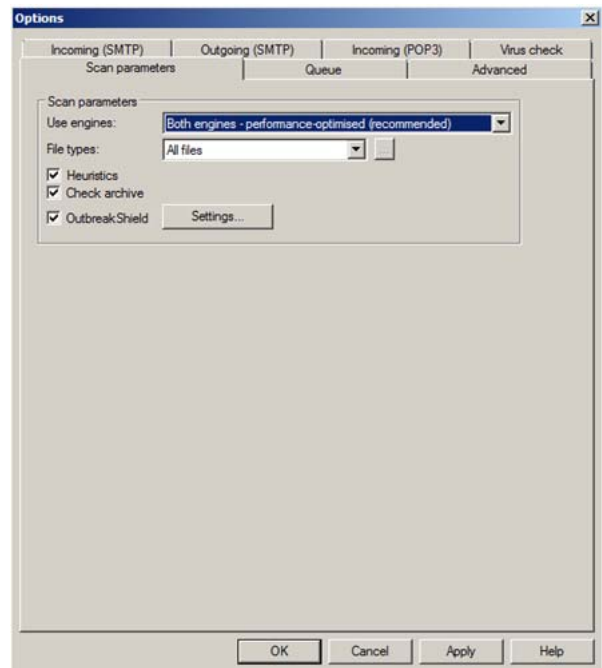 Options
Incoming (SMTP) Outgoing (SMTP) Incoming (POP3) Virus check
Scan parameters Queue Advanced
Scan parameters
Use engines: Both engines - performance-optimised (recommended)
File types: All files ...
Heuristics
Check archive
OutbreakShield Settings...
OK Cancel Apply Help